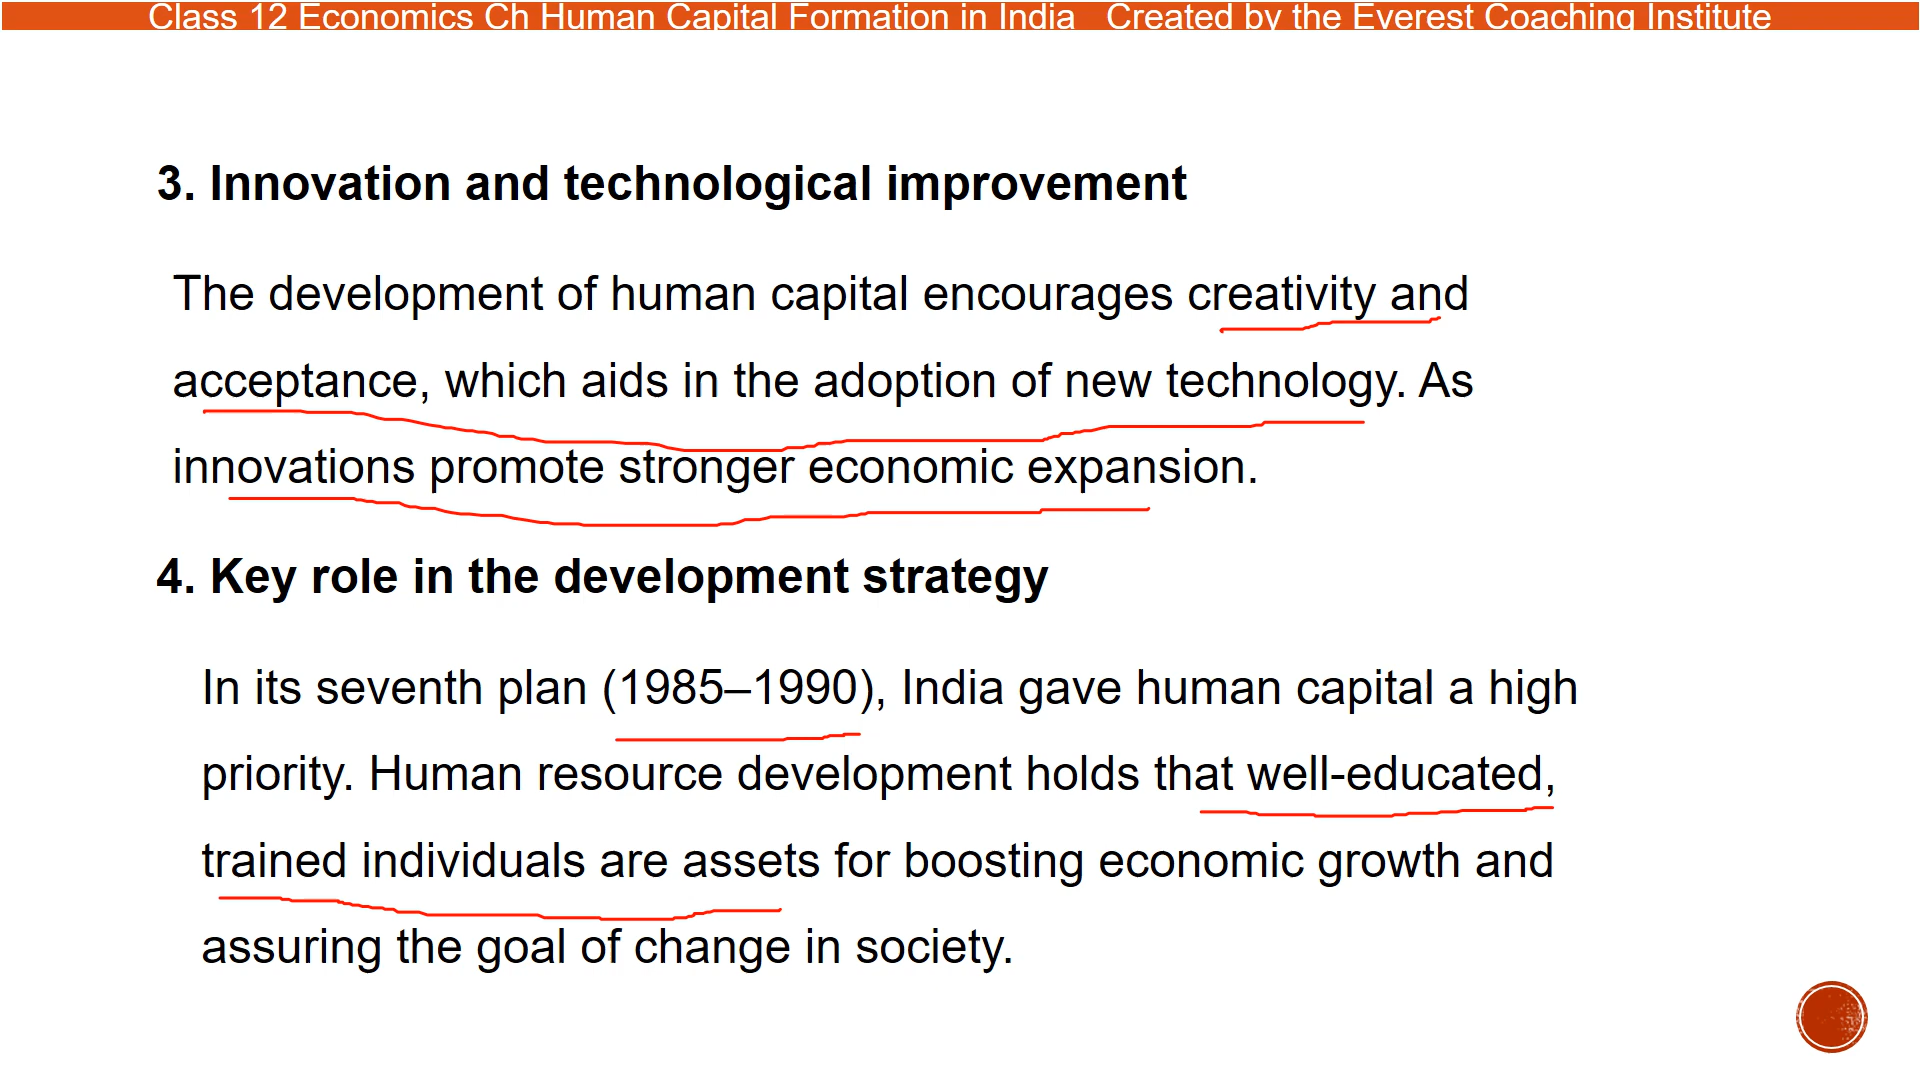 Class 12 Economics Ch Human Capital Formation in India   Created by the Everest Coaching Institute
3. Innovation and technological improvement
The development of human capital encourages creativity and
acceptance, which aids in the adoption of new technology. As
innovations promote stronger economic expansion.
4. Key role in the development strategy
In its seventh plan (1985–1990), India gave human capital a high
priority. Human resource development holds that well-educated,
trained individuals are assets for boosting economic growth and
assuring the goal of change in society.